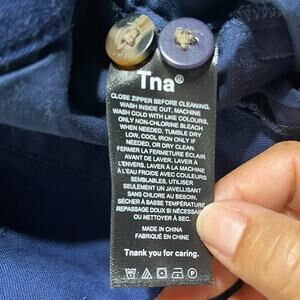 Tna®
CLOSE ZIPPER BEFORE CLEANING.
WASH INSIDE OUT, MACHINE
WASH COLD WITH LIKE COLOURS,
ONLY NON-CHLORINE BLEACH
WHEN NEEDED, TUMBLE DRY
LOW, COOL IRON ONLY IF
NEEDED, OR DRY CLEAN.
FERMER LA FERMETURE ÉCLAIR
AVANT DE LAVER, LAVER À
L'ENVERS, LAVER À LA MACHINE
À L'EAU FROIDE AVEC COULEURS
SEMBLABLES, UTILISER
SEULEMENT UN JAVELLISANT
SANS CHLORE AU BESOIN,
SÉCHER À BASSE TEMPÉRATURE,
REPASSAGE DOUX SI NÉCESSAIRE
OU NETTOYER À SEC.
MADE IN CHINA
FABRIQUÉ EN CHINE
Tnank you for caring.